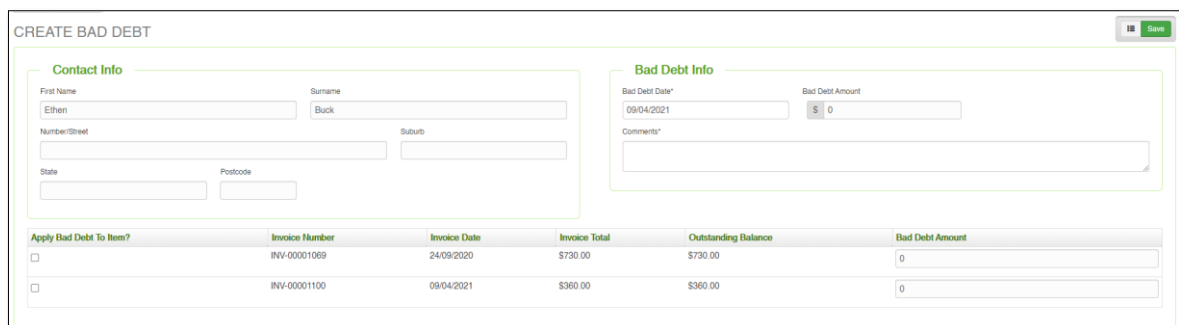 CREATE BAD DEBT
Save
Contact Info
First Name Surname
Ethen Buck
Number/Street Suburb
State Postcode
Bad Debt Info
Bad Debt Date* Bad Debt Amount
09/04/2021 $ 0
Comments*
Apply Bad Debt To Item? Invoice Number Invoice Date Invoice Total Outstanding Balance Bad Debt Amount
INV-00001069 24/09/2020 $730.00 $730.00 0
INV-00001100 09/04/2021 $360.00 $360.00 0